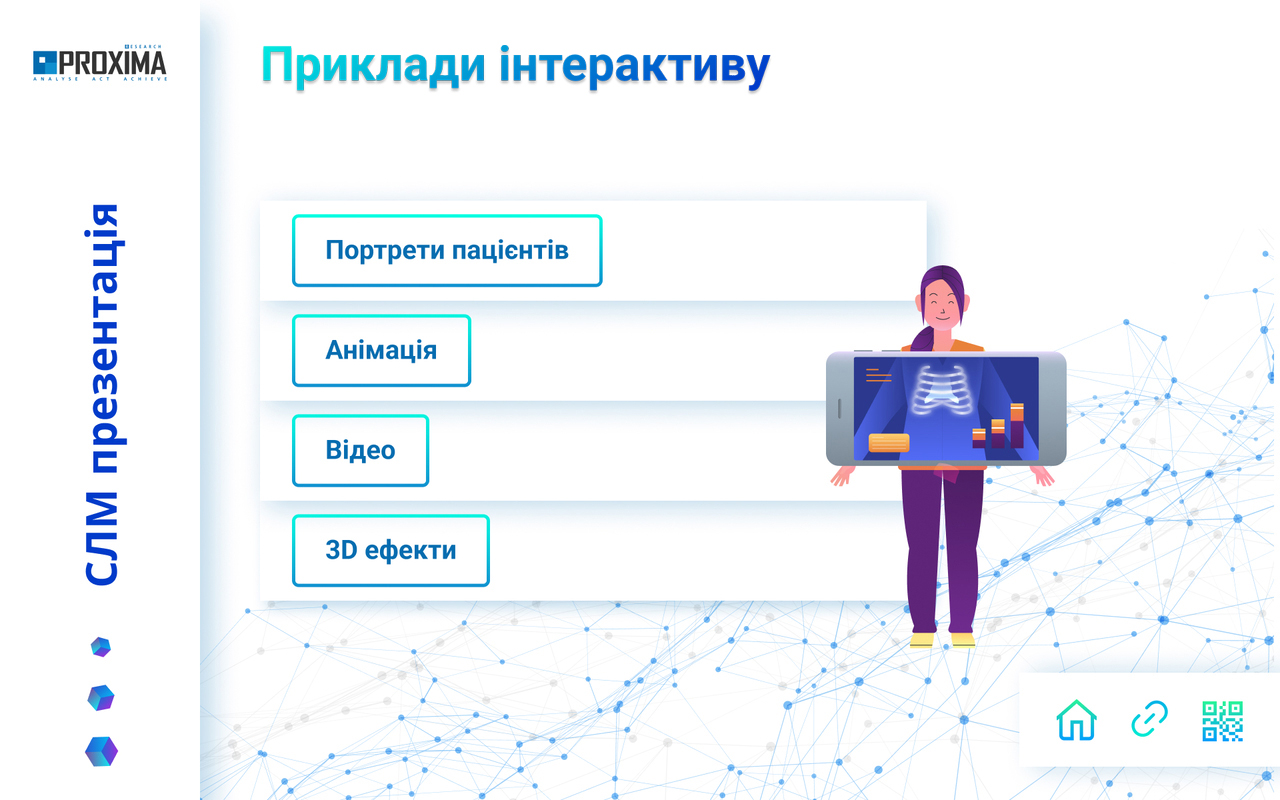 RESEARCH
PROXIMA
ANALYSE ACT ACHIEVE
СЛМ презентація
Приклади інтерактиву
Портрети пацієнтів
Анімація
Відео
3D ефекти